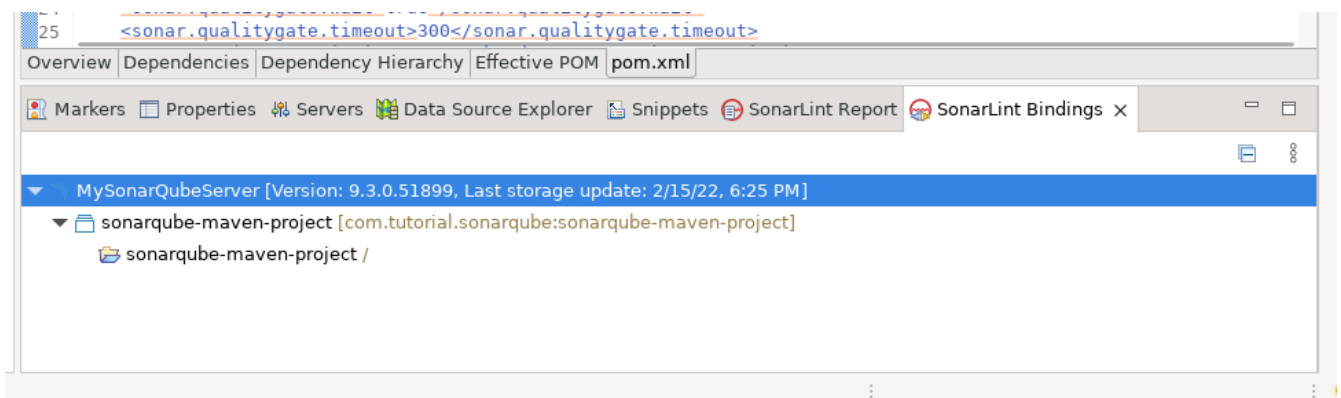 25 <sonar.qualitygate.timeout>300</sonar.qualitygate.timeout>
Overview Dependencies Dependency Hierarchy Effective POM pom.xml
Markers Properties Servers Data Source Explorer Snippets SonarLint Report SonarLint Bindings
MySonarQubeServer [Version: 9.3.0.51899, Last storage update: 2/15/22, 6:25 PM]
sonarqube-maven-project [com.tutorial.sonarqube:sonarqube-maven-project]
sonarqube-maven-project /